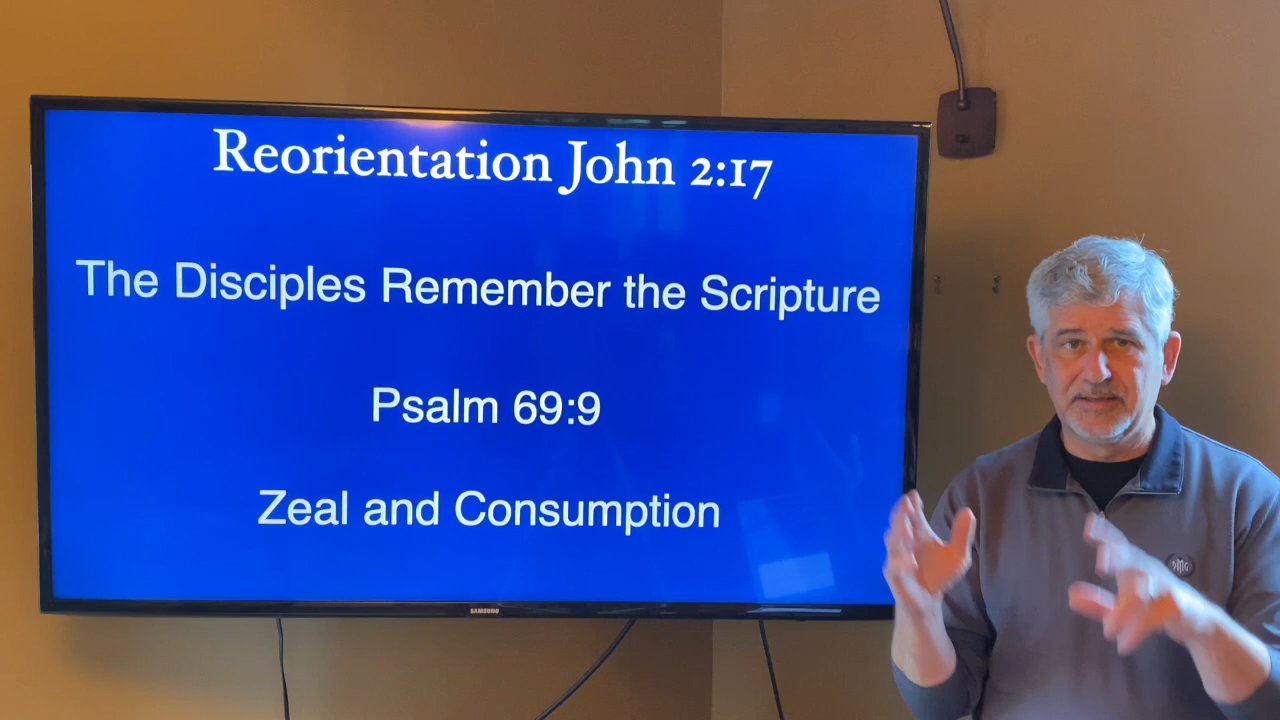 Reorientation John 2:17
The Disciples Remember the Scripture
Psalm 69:9
Zeal and Consumption
SAMSUNG